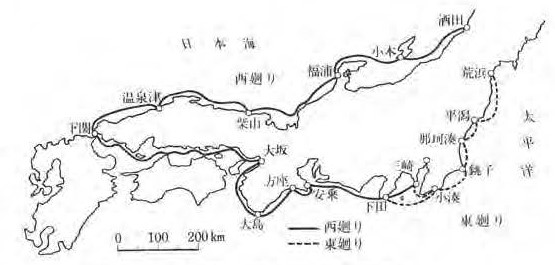 日本海
酒田
小木
福浦
荒浜
西廻り
温泉津
柴山
平潟
太平洋
下関
那珂湊
大坂
三崎
銚子
方座
安乗
下田
小湊
東廻り
大島
西廻り
東廻り
0 100 200km